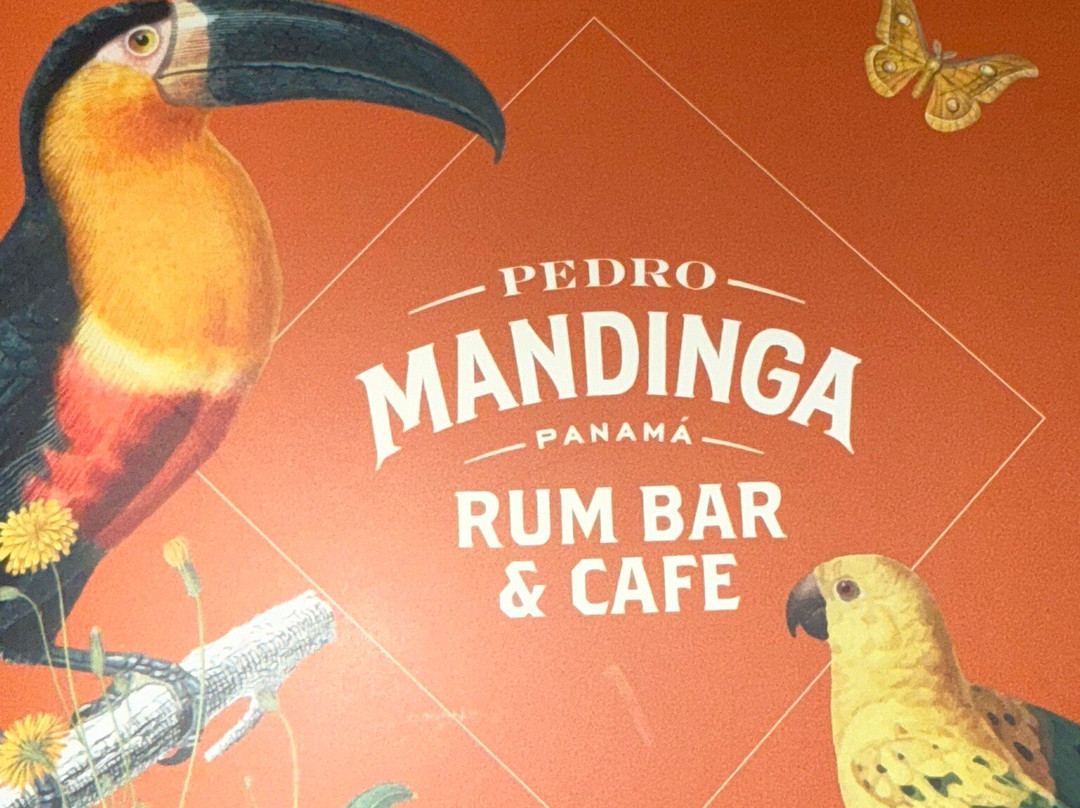 PEDRO
MANDINGA
PANAMÁ
RUM BAR
& CAFE